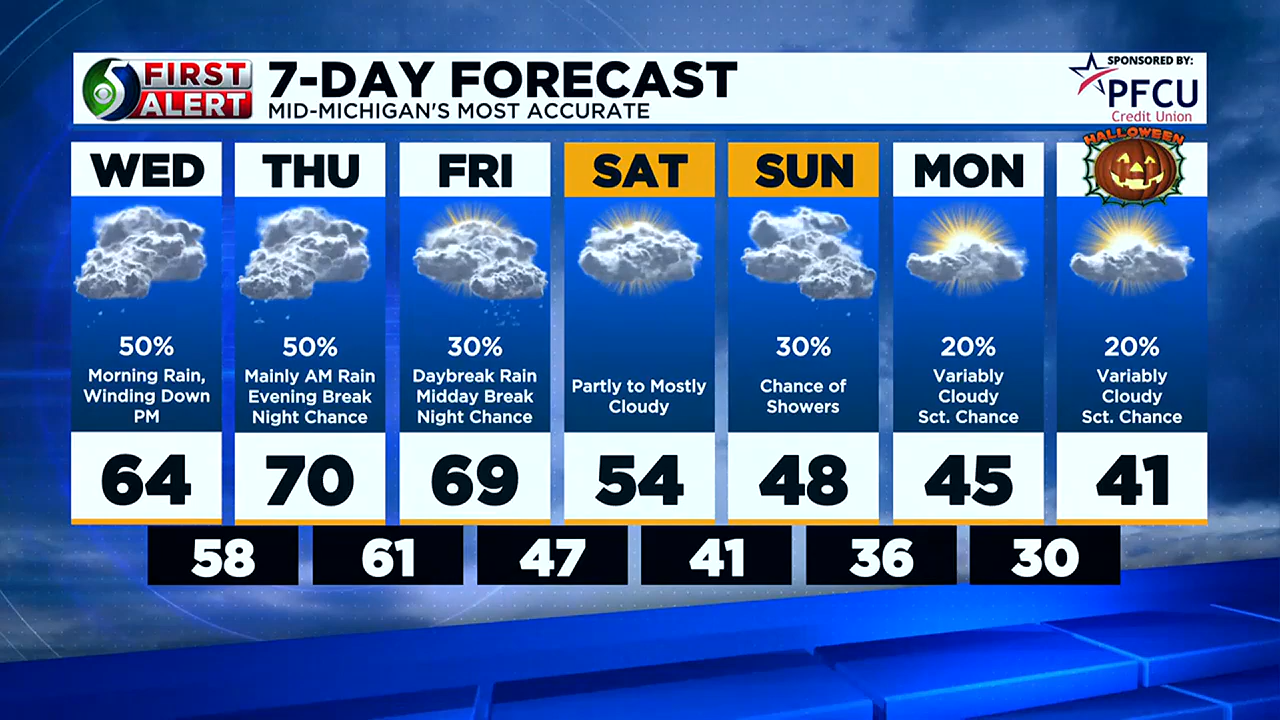 5 FIRST ALERT
7-DAY FORECAST
MID-MICHIGAN'S MOST ACCURATE
SPONSORED BY:
PFCU
Credit Union
WED
50%
Morning Rain,
Winding Down
PM
64
THU
50%
Mainly AM Rain
Evening Break
Night Chance
70
FRI
30%
Daybreak Rain
Midday Break
Night Chance
69
SAT
Partly to Mostly
Cloudy
54
SUN
30%
Chance of
Showers
48
MON
20%
Variably
Cloudy
Sct. Chance
45
HALLOWEEN
20%
Variably
Cloudy
Sct. Chance
41
58
61
47
41
36
30